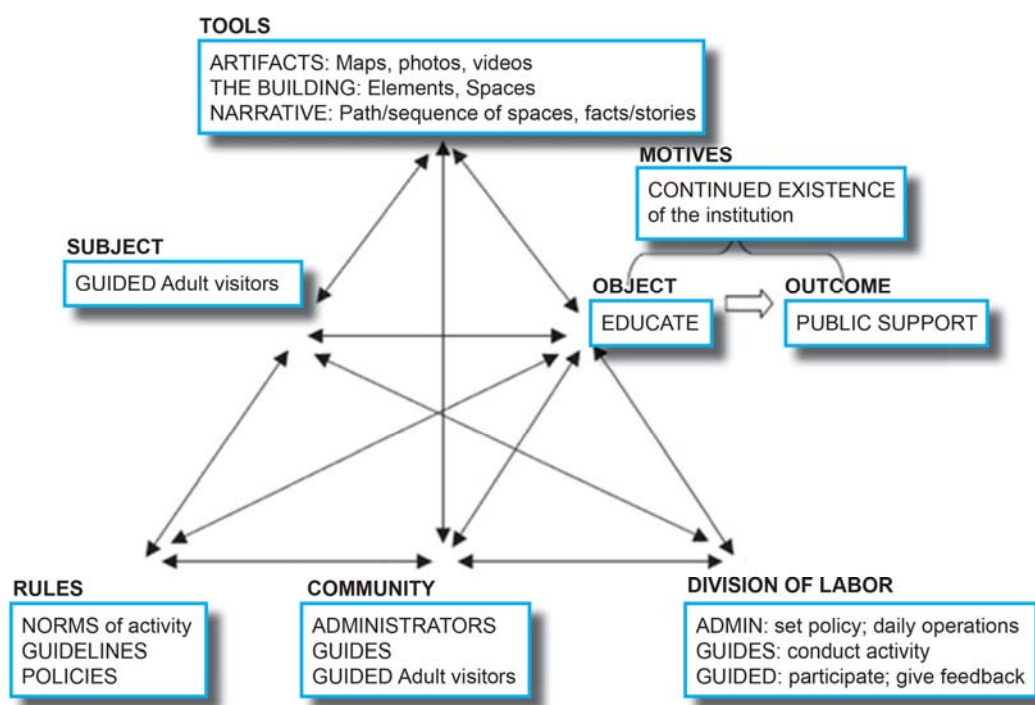 TOOLS
ARTIFACTS: Maps, photos, videos
THE BUILDING: Elements, Spaces
NARRATIVE: Path/sequence of spaces, facts/stories
MOTIVES
CONTINUED EXISTENCE
of the institution
SUBJECT
GUIDED Adult visitors
OBJECT
EDUCATE
OUTCOME
PUBLIC SUPPORT
RULES
NORMS of activity
GUIDELINES
POLICIES
COMMUNITY
ADMINISTRATORS
GUIDES
GUIDED Adult visitors
DIVISION OF LABOR
ADMIN: set policy; daily operations
GUIDES: conduct activity
GUIDED: participate; give feedback